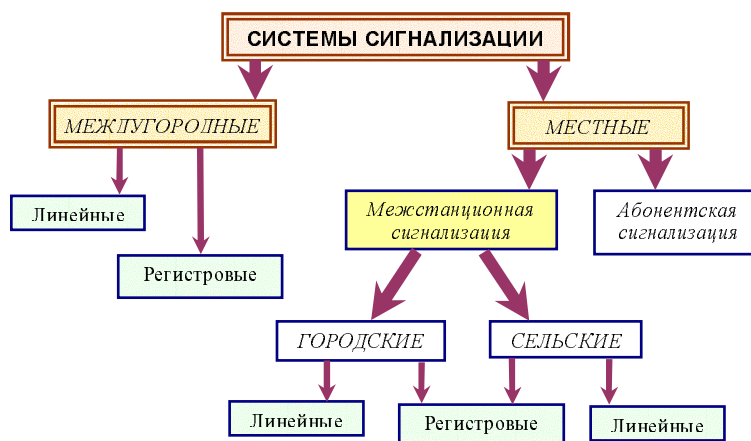 СИСТЕМЫ СИГНАЛИЗАЦИИ
МЕЖДУГОРОДНЫЕ
МЕСТНЫЕ
Линейные
Межстанционная
сигнализация
Абонентская
сигнализация
Регистровые
ГОРОДСКИЕ
СЕЛЬСКИЕ
Линейные
Регистровые
Линейные